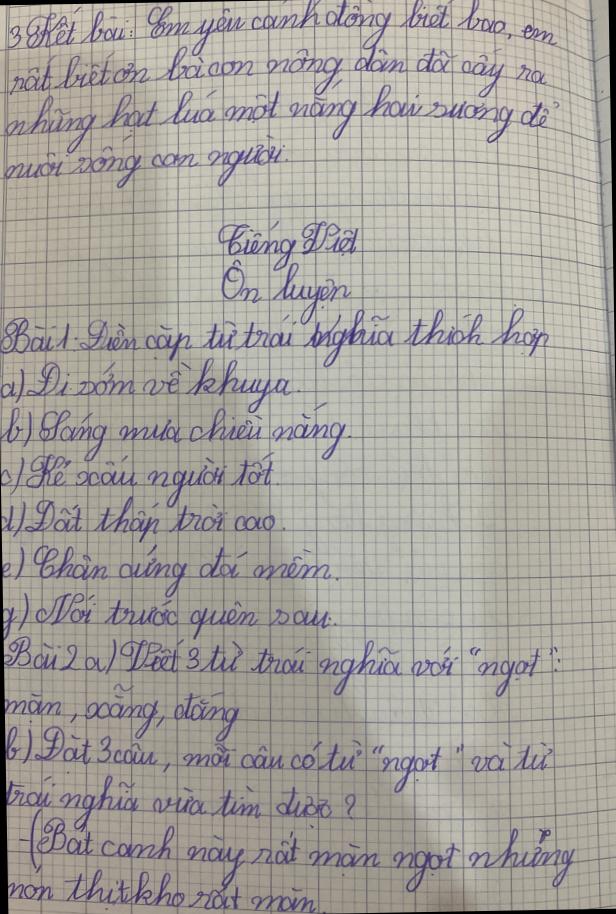 3 Kết bài: Em yêu cánh đồng biết bao, em
rất biết ơn bà con nông dân đã cấy ra
những hạt luá một nắng hai sương để
nuôi sống con người.
Tiếng Việt
Ôn luyện
Bài 1. Điền cặp từ trái nghĩa thích hợp
a) Đi sớm về khuya.
b) Sáng mưa chiều nắng.
c) Kẻ xấu người tốt
d) Đất thấp trời cao.
e) Chân cứng đá mềm.
g) Nói trước quên sau.
Bài 2 a) Viết 3 từ trái nghĩa với "ngọt":
mặn, xẵng, đắng
b) Đặt 3 câu, mỗi câu có từ "ngọt" và từ
trái nghĩa vừa tìm được?
-(Bát canh này rất mặn ngọt nhưng
món thịt kho rất mặn.